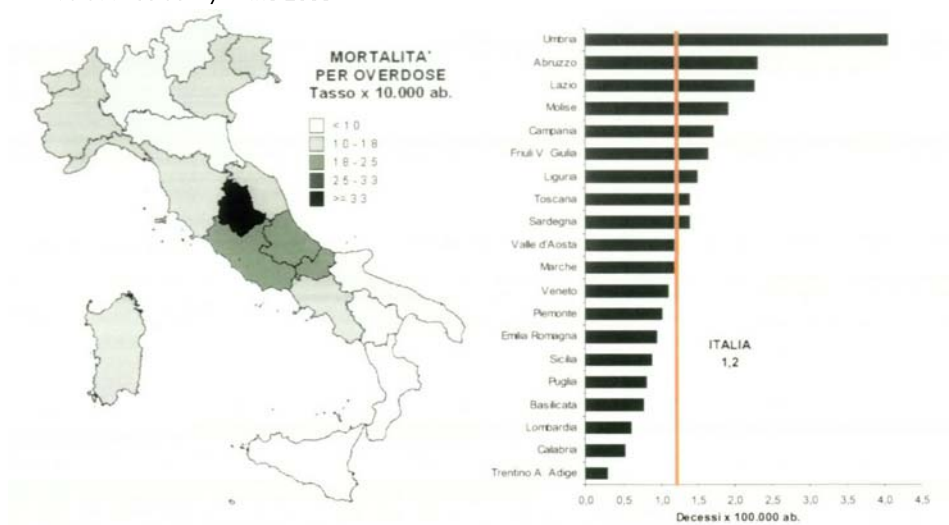 MORTALITA'
PER OVERDOSE
Tasso x 10.000 ab.
< 1 0
1 0 - 1 8
1 8 - 2 5
2 5 - 3 3
>= 3 3
Umbria
Abruzzo
Lazio
Molise
Campania
Friuli V. Giulia
Liguria
Toscana
Sardegna
Valle d'Aosta
Marche
Veneto
Piemonte
Emilia Romagna
Sicilia
Puglia
Basilicata
Lombardia
Calabria
Trentino A. Adige
ITALIA
1,2
0,0 0,5 1,0 1,5 2,0 2,5 3,0 3,5 4,0 4,5
Decessi x 100.000 ab.